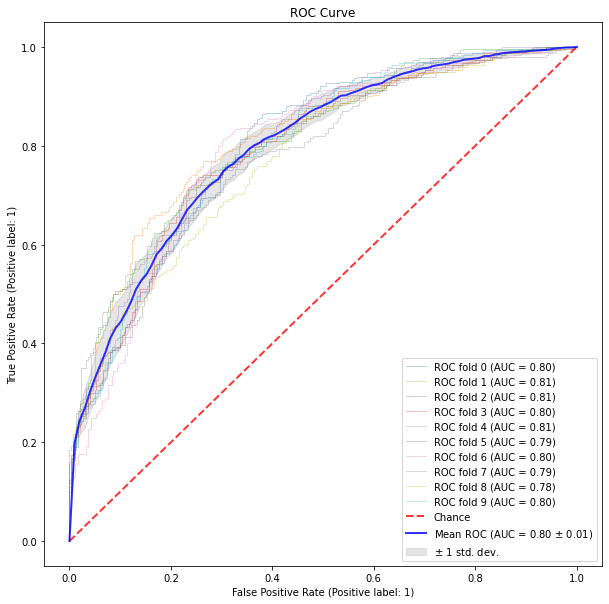 ROC Curve
1.0
0.8
0.6
0.4
0.2
0.0
True Positive Rate (Positive label: 1)
ROC fold 0 (AUC = 0.80)
ROC fold 1 (AUC = 0.81)
ROC fold 2 (AUC = 0.81)
ROC fold 3 (AUC = 0.80)
ROC fold 4 (AUC = 0.81)
ROC fold 5 (AUC = 0.79)
ROC fold 6 (AUC = 0.80)
ROC fold 7 (AUC = 0.79)
ROC fold 8 (AUC = 0.78)
ROC fold 9 (AUC = 0.80)
Chance
Mean ROC (AUC = 0.80 ± 0.01)
± 1 std. dev.
0.0 0.2 0.4 0.6 0.8 1.0
False Positive Rate (Positive label: 1)